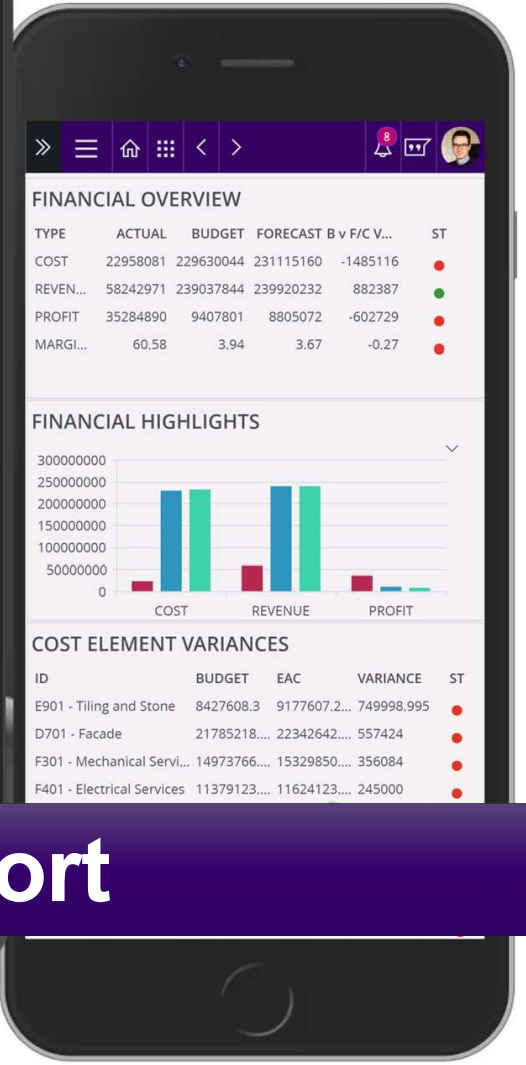 8
FINANCIAL OVERVIEW
TYPE ACTUAL BUDGET FORECAST B v F/C V... ST
COST 22958081 229630044 231115160 -1485116
REVEN... 58242971 239037844 239920232 882387
PROFIT 35284890 9407801 8805072 -602729
MARGI... 60.58 3.94 3.67 -0.27
FINANCIAL HIGHLIGHTS
300000000
250000000
200000000
150000000
100000000
50000000
0
COST REVENUE PROFIT
COST ELEMENT VARIANCES
ID BUDGET EAC VARIANCE ST
E901 - Tiling and Stone 8427608.3 9177607.2... 749998.995
D701 - Facade 21785218.... 22342642.... 557424
F301 - Mechanical Servi... 14973766.... 15329850.... 356084
F401 - Electrical Services 11379123.... 11624123.... 245000
ort